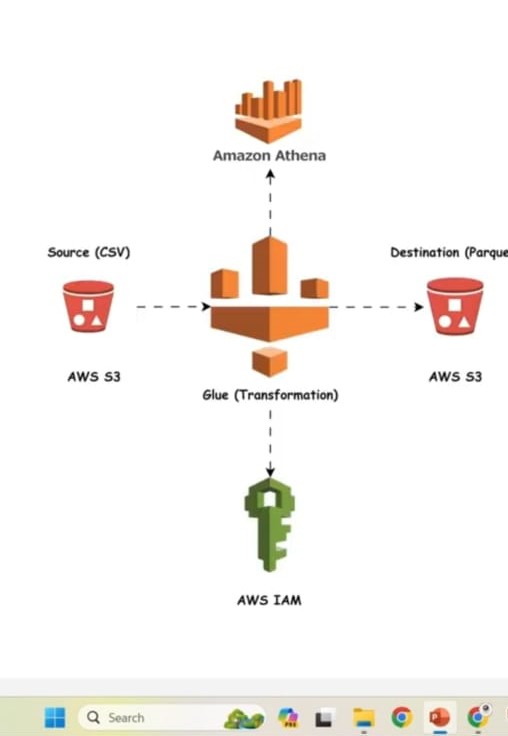 Amazon Athena
Source (CSV)
Destination (Parque
AWS S3
AWS S3
Glue (Transformation)
AWS IAM
Search